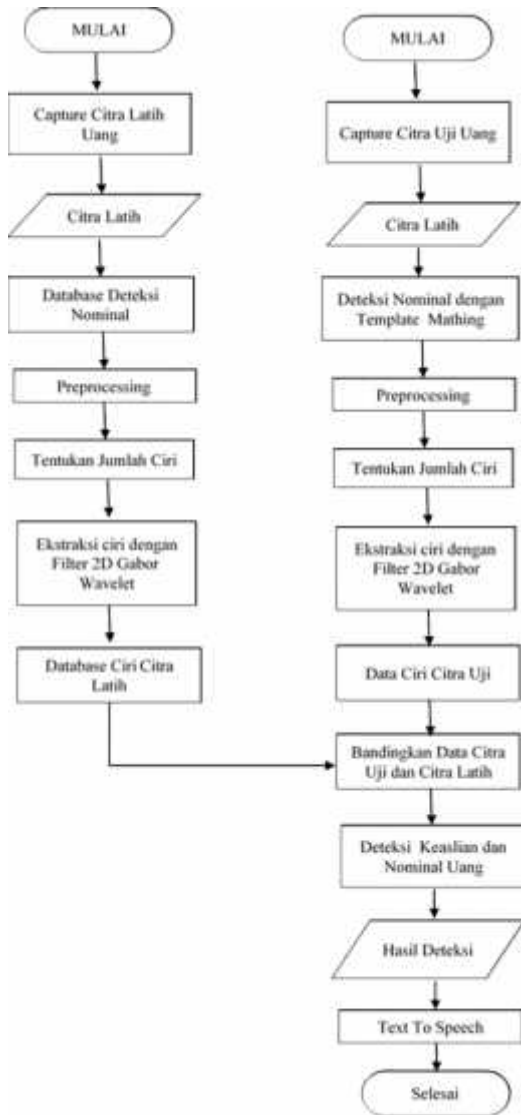 MULAI
Capture Citra Latih
Uang
Citra Latih
Database Deteksi
Nominal
Preprocessing
Tentukan Jumlah Ciri
Ekstraksi ciri dengan
Filter 2D Gabor
Wavelet
Database Ciri Citra
Latih
MULAI
Capture Citra Uji Uang
Citra Latih
Deteksi Nominal dengan
Template Mathing
Preprocessing
Tentukan Jumlah Ciri
Ekstraksi ciri dengan
Filter 2D Gabor
Wavelet
Data Ciri Citra Uji
Bandingkan Data Citra
Uji dan Citra Latih
Deteksi Keaslian dan
Nominal Uang
Hasil Deteksi
Text To Speech
Selesai